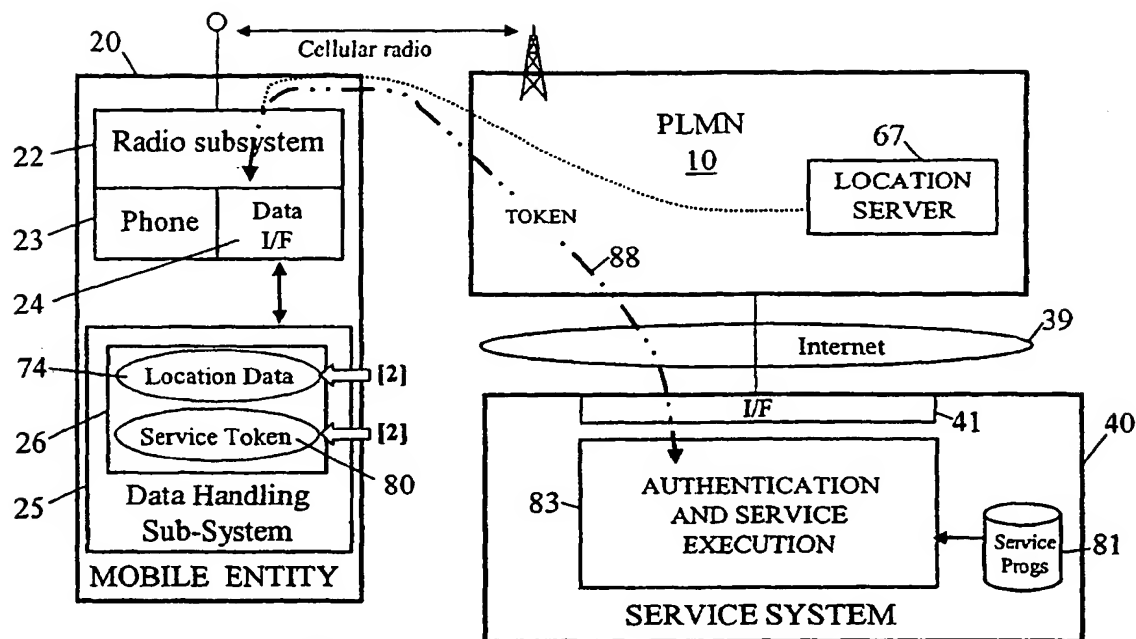 20
Cellular radio
22
Radio subsystem
PLMN
10
67
LOCATION
SERVER
23
Phone
Data
I/F
TOKEN
88
24
39
Internet
74
Location Data
[2]
I/F
41
40
26
Service Token
[2]
80
25
Data Handling
Sub-System
83
AUTHENTICATION
AND SERVICE
EXECUTION
Service
Progs
81
MOBILE ENTITY
SERVICE SYSTEM